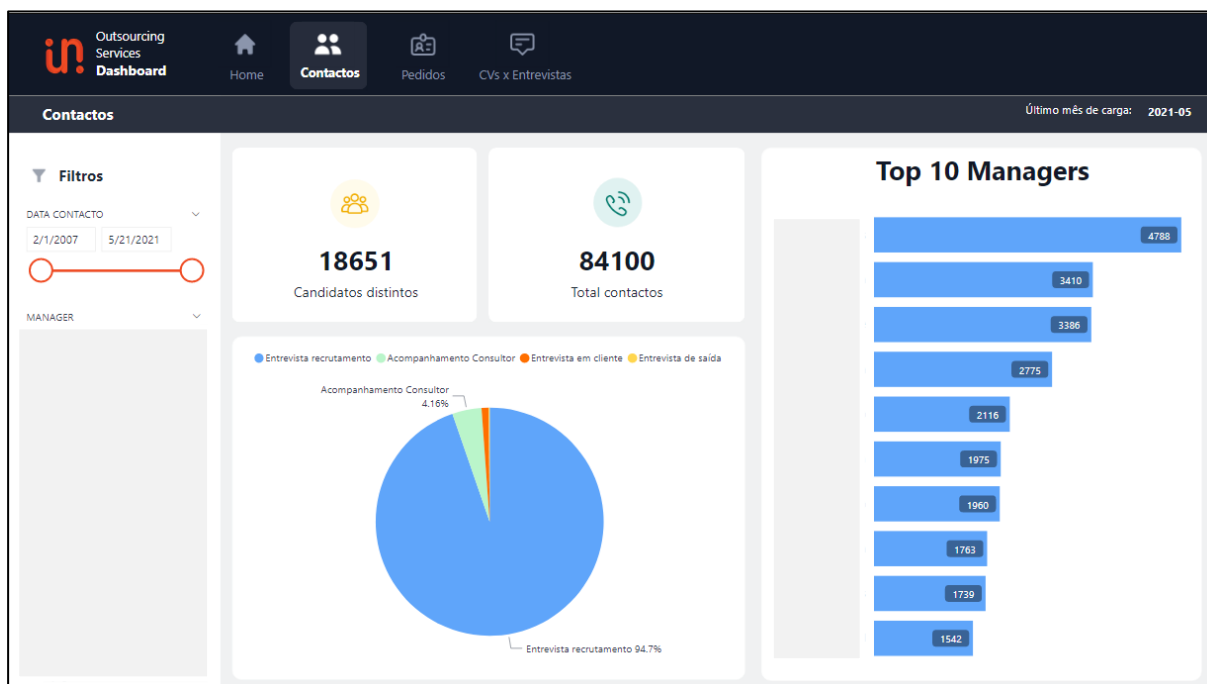 in!
Outsourcing
Services
Dashboard
Home
Contactos
Pedidos
CVs x Entrevistas
Contactos
Último mês de carga: 2021-05
Filtros
DATA CONTACTO
2/1/2007 5/21/2021
MANAGER
18651
Candidatos distintos
84100
Total contactos
Entrevista recrutamento Acompanhamento Consultor Entrevista em cliente Entrevista de saída
Acompanhamento Consultor
4.16%
Entrevista recrutamento 94.7%
Top 10 Managers
4788
3410
3386
2775
2116
1975
1960
1763
1739
1542